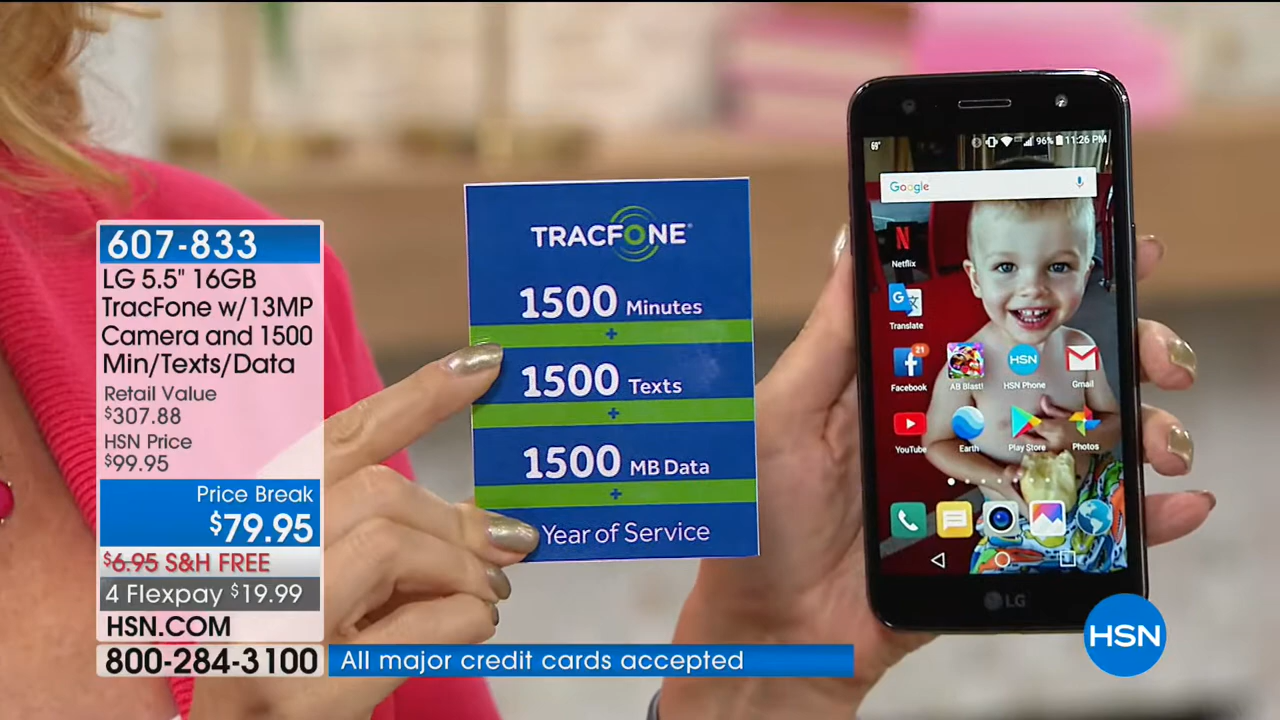 607-833
LG 5.5" 16GB
TracFone w/13MP
Camera and 1500
Min/Texts/Data
Retail Value
$307.88
HSN Price
$99.95
Price Break
$79.95
$6.95 S&H FREE
4 Flexpay $19.99
HSN.COM
800-284-3100
All major credit cards accepted
TRACFONE
1500 Minutes
+
1500 Texts
+
1500 MB Data
+
Year of Service
69°
96% 11:26 PM
Google
Netflix
Translate
21
Facebook
AB Blast!
HSN
HSN Phone
Gmail
YouTube
Earth
Play Store
Photos
LG
HSN